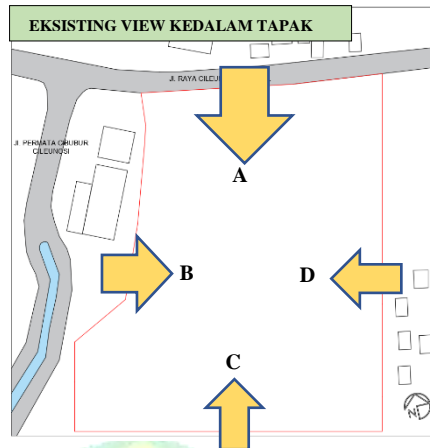 EKSISTING VIEW KEDALAM TAPAK
JL. RAYA CILEUNGSI
JL. PERMATA CIBUBUR
CILEUNGSI
A
B
D
C
N